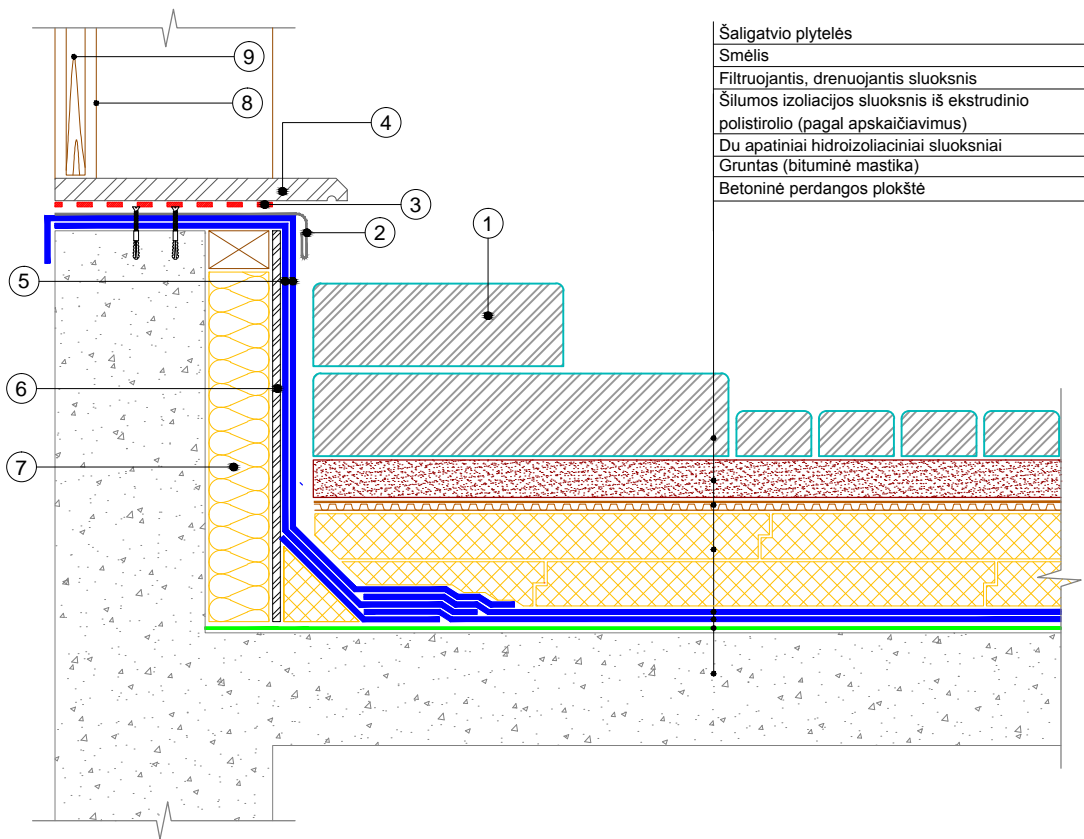 Šaligatvio plytelės
Smėlis
Filtruojantis, drenuojantis sluoksnis
Šilumos izoliacijos sluoksnis iš ekstrudinio
polistirolio (pagal apskaičiavimus)
Du apatiniai hidroizoliaciniai sluoksniai
Gruntas (bituminė mastika)
Betoninė perdangos plokštė
9
8
4
3
2
1
5
6
7